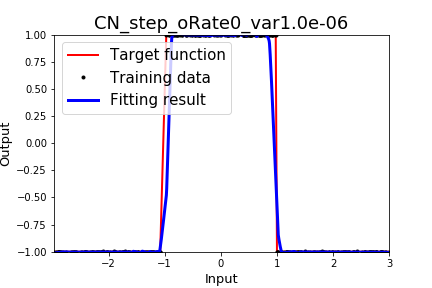 CN_step_oRate0_var1.0e-06
Target function
Training data
Fitting result
1.00
0.75
0.50
0.25
0.00
−0.25
−0.50
−0.75
−1.00
Output
−2
−1
0
1
2
3
Input